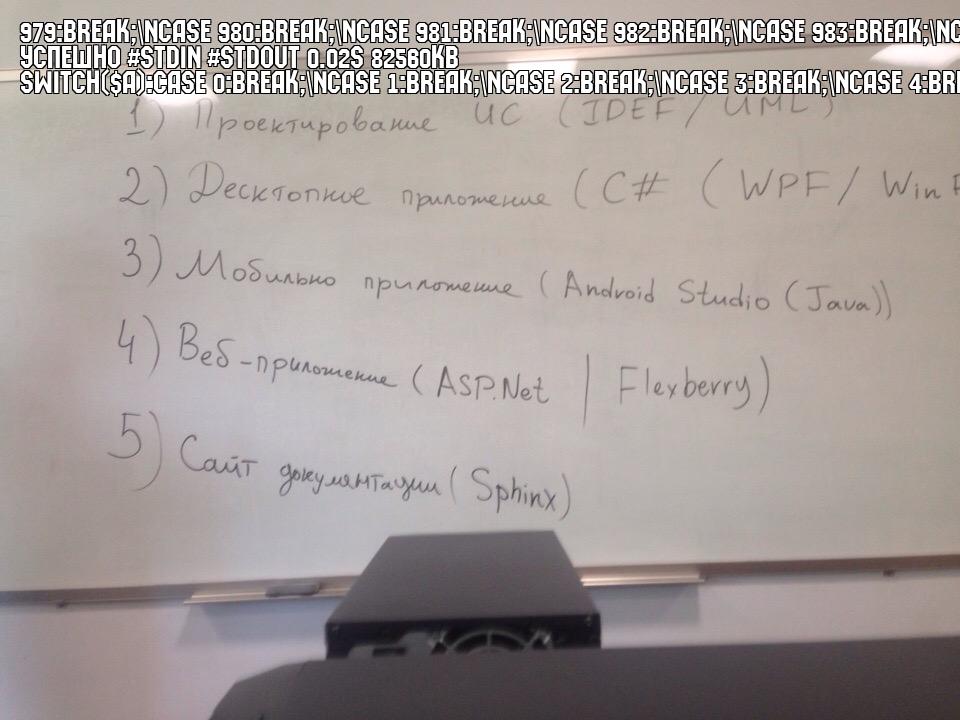 979:BREAK;\NCASE 980:BREAK;\NCASE 981:BREAK;\NCASE 982:BREAK;\NCASE 983:BREAK;\NC
УСПЕШНО #STDIN #STDOUT 0.02S 82560KB
SWITCH($A):CASE 0:BREAK;\NCASE 1:BREAK;\NCASE 2:BREAK;\NCASE 3:BREAK;\NCASE 4:BRE
1) Проектирование ИС (IDEF / UML)
2) Десктопное приложение (C# ( WPF / Win F
3) Мобильно приложение ( Android Studio (Java))
4) Веб-приложение ( ASP.Net | Flexberry)
5) Сайт документации ( Sphinx)